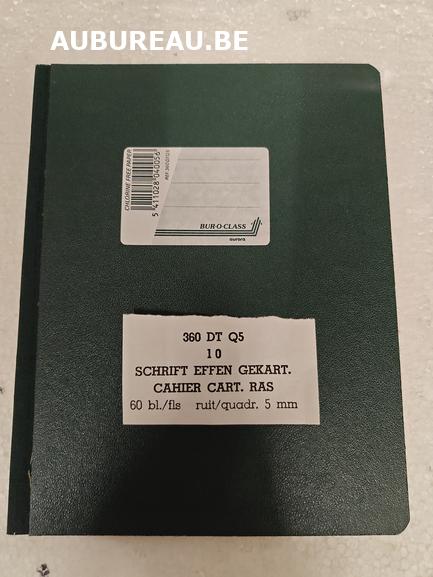 AUBUREAU.BE
CHLORINE FREE PAPER
5 411028 040056
BUR·O·CLASS
aurora
360 DT Q5
10
SCHRIFT EFFEN GEKART.
CAHIER CART. RAS
60 bl./fls ruit/quadr. 5 mm